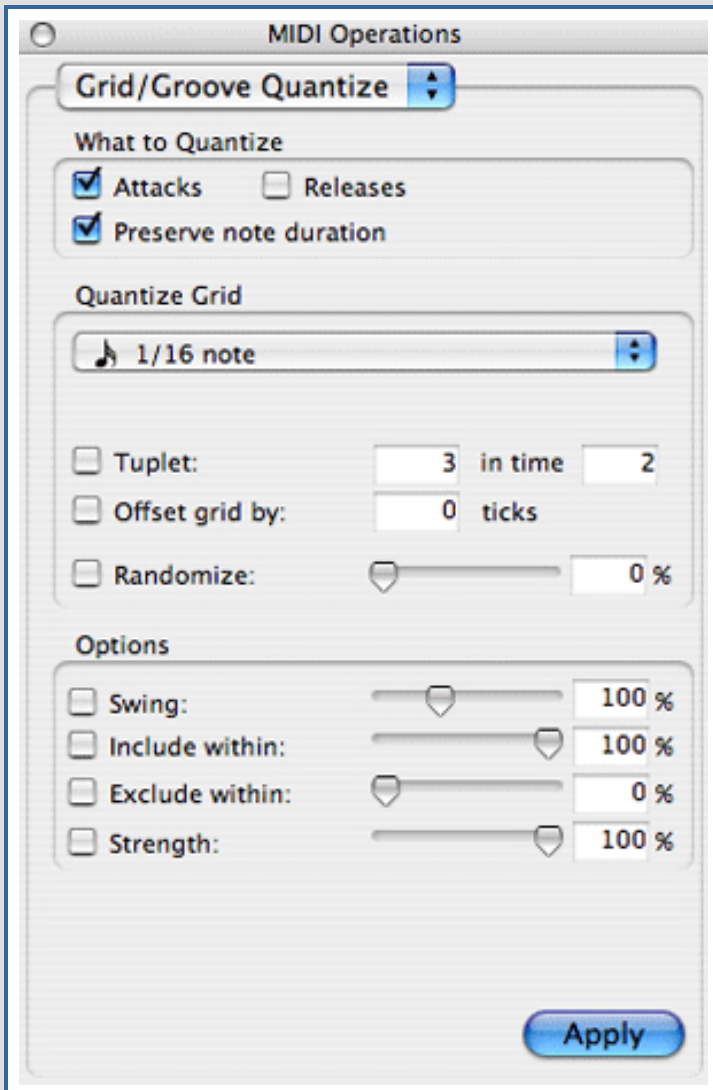 MIDI Operations
Grid/Groove Quantize
What to Quantize
Attacks Releases
Preserve note duration
Quantize Grid
1/16 note
Tuplet: 3 in time 2
Offset grid by: 0 ticks
Randomize: 0 %
Options
Swing: 100 %
Include within: 100 %
Exclude within: 0 %
Strength: 100 %
Apply